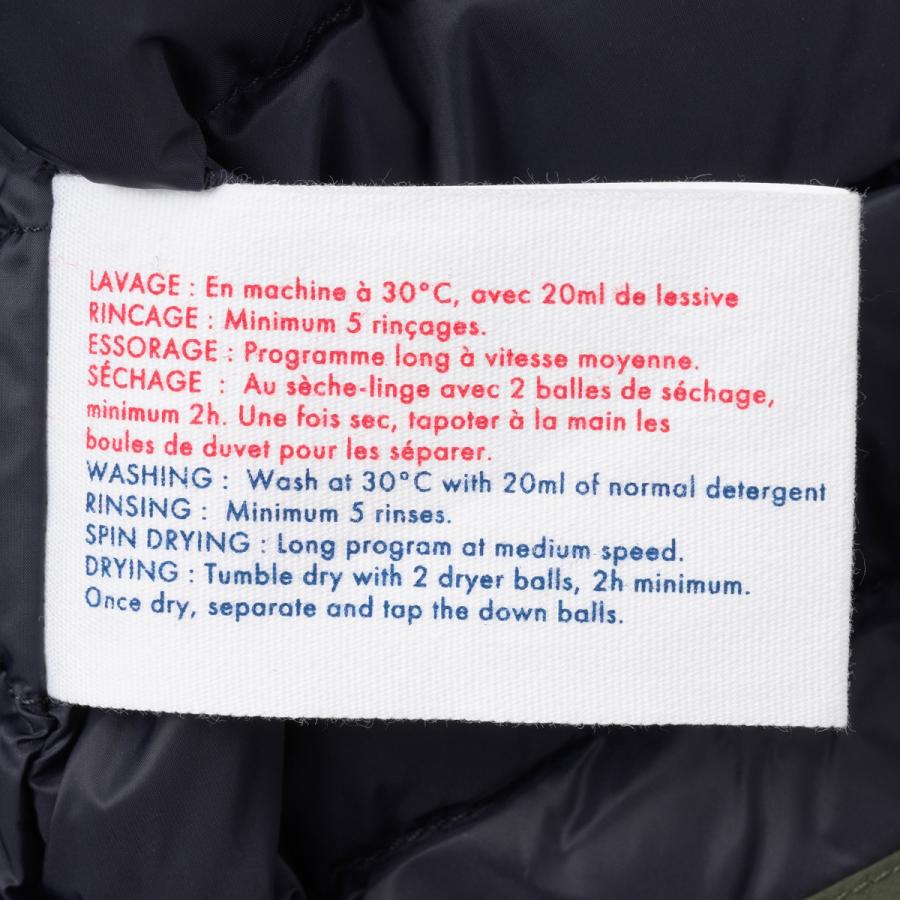 LAVAGE : En machine à 30°C, avec 20ml de lessive
RINCAGE : Minimum 5 rinçages.
ESSORAGE : Programme long à vitesse moyenne.
SÉCHAGE : Au sèche-linge avec 2 balles de séchage,
minimum 2h. Une fois sec, tapoter à la main les
boules de duvet pour les séparer.
WASHING : Wash at 30°C with 20ml of normal detergent
RINSING : Minimum 5 rinses.
SPIN DRYING : Long program at medium speed.
DRYING : Tumble dry with 2 dryer balls, 2h minimum.
Once dry, separate and tap the down balls.